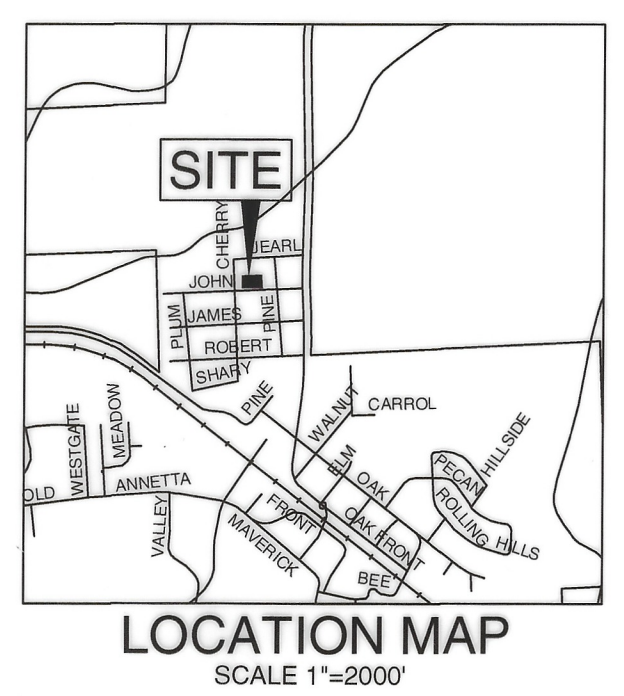 SITE
CHERRY
JEARL
JOHN
PLUM
JAMES
PINE
ROBERT
SHARY
PINE
WALNUT
CARROL
WESTGATE
MEADOW
ELM
HILLSIDE
PECAN
OLD
ANNETTA
OAK
ROLLING HILLS
VALLEY
FRONT
OAK
FRONT
MAVERICK
BEE
LOCATION MAP
SCALE 1"=2000'